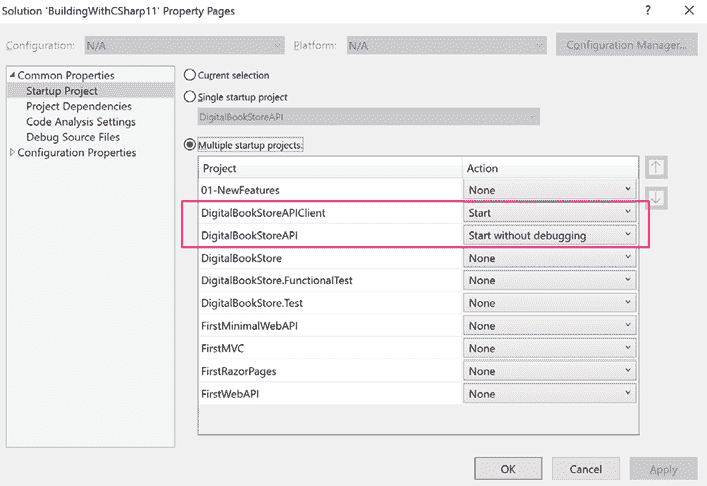 Solution 'BuildingWithCSharp11' Property Pages ? ✕
Configuration: N/A Platform: N/A Configuration Manager...
Common Properties
Startup Project
Project Dependencies
Code Analysis Settings
Debug Source Files
Configuration Properties
Current selection
Single startup project
DigitalBookStoreAPI
Multiple startup projects:
Project Action
01-NewFeatures None
DigitalBookStoreAPIClient Start
DigitalBookStoreAPI Start without debugging
DigitalBookStore None
DigitalBookStore.FunctionalTest None
DigitalBookStore.Test None
FirstMinimalWebAPI None
FirstMVC None
FirstRazorPages None
FirstWebAPI None
OK Cancel Apply